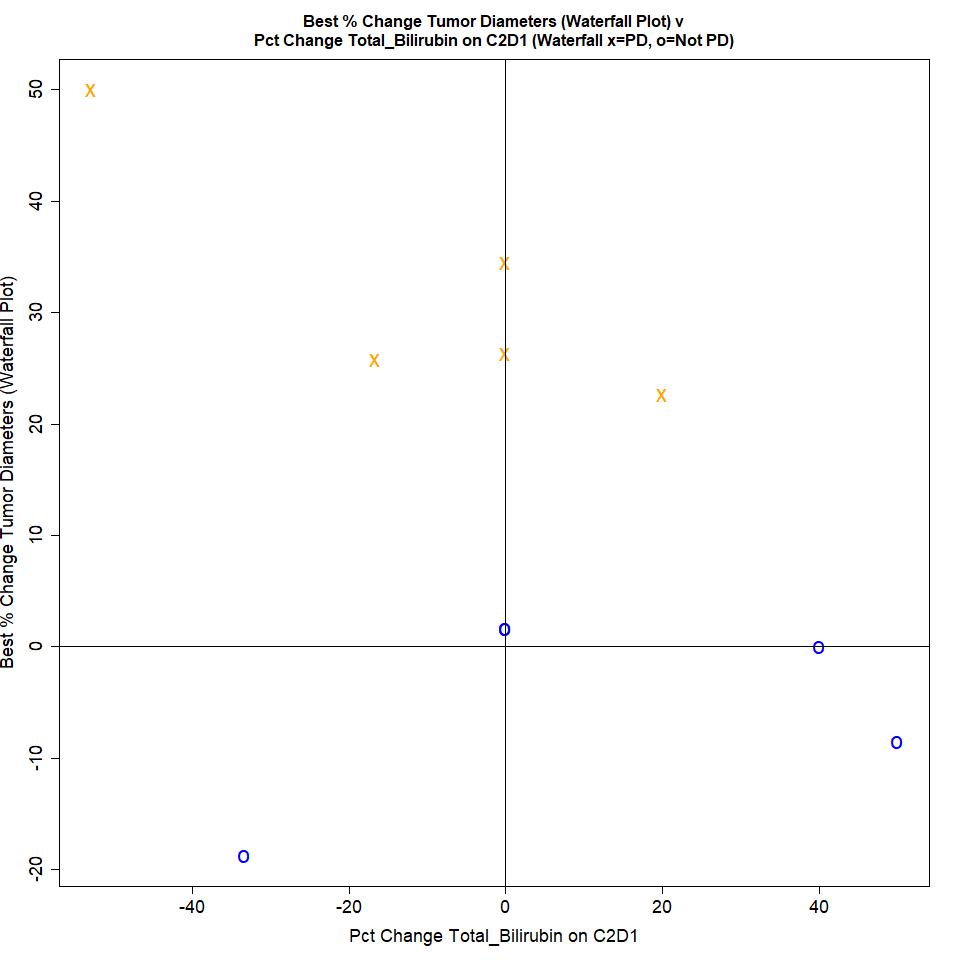 Best % Change Tumor Diameters (Waterfall Plot) v
Pct Change Total_Bilirubin on C2D1 (Waterfall x=PD, o=Not PD)
Best % Change Tumor Diameters (Waterfall Plot)
50
40
30
20
10
0
-10
-20
X
X
X
X
X
O
O
O
O
-40
-20
0
20
40
Pct Change Total_Bilirubin on C2D1